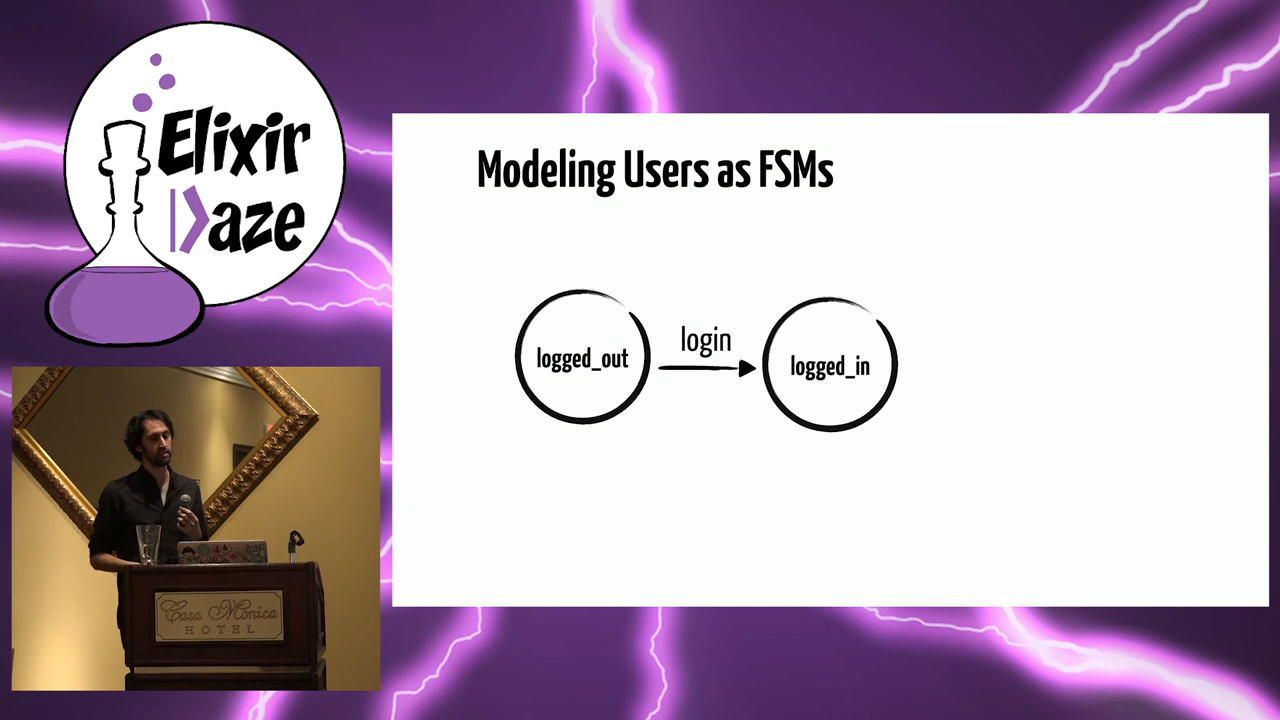 Elixir
|>aze
Modeling Users as FSMs
logged_out
login
logged_in
Casa Monica
HOTEL